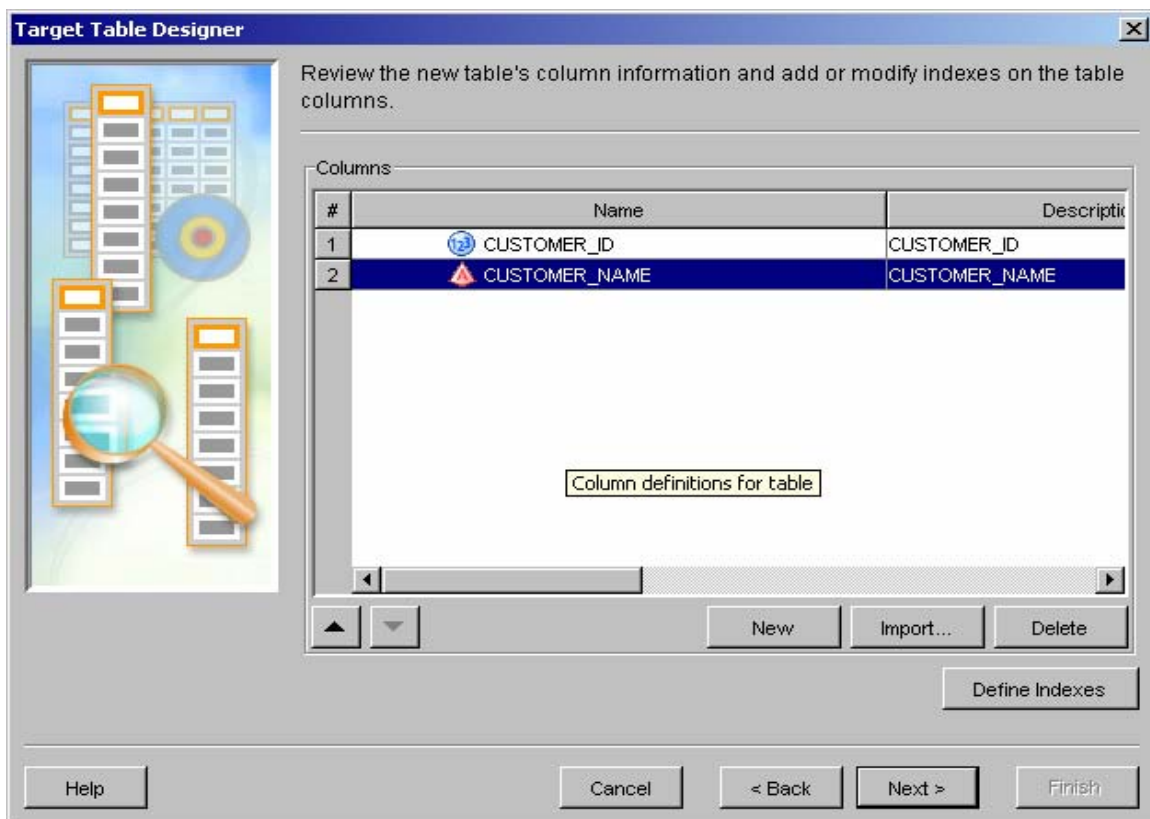 Target Table Designer
Review the new table's column information and add or modify indexes on the table
columns.
Columns
# Name Descriptic
1 123 CUSTOMER_ID CUSTOMER_ID
2 A CUSTOMER_NAME CUSTOMER_NAME
Column definitions for table
New Import... Delete
Define Indexes
Help Cancel < Back Next > Finish